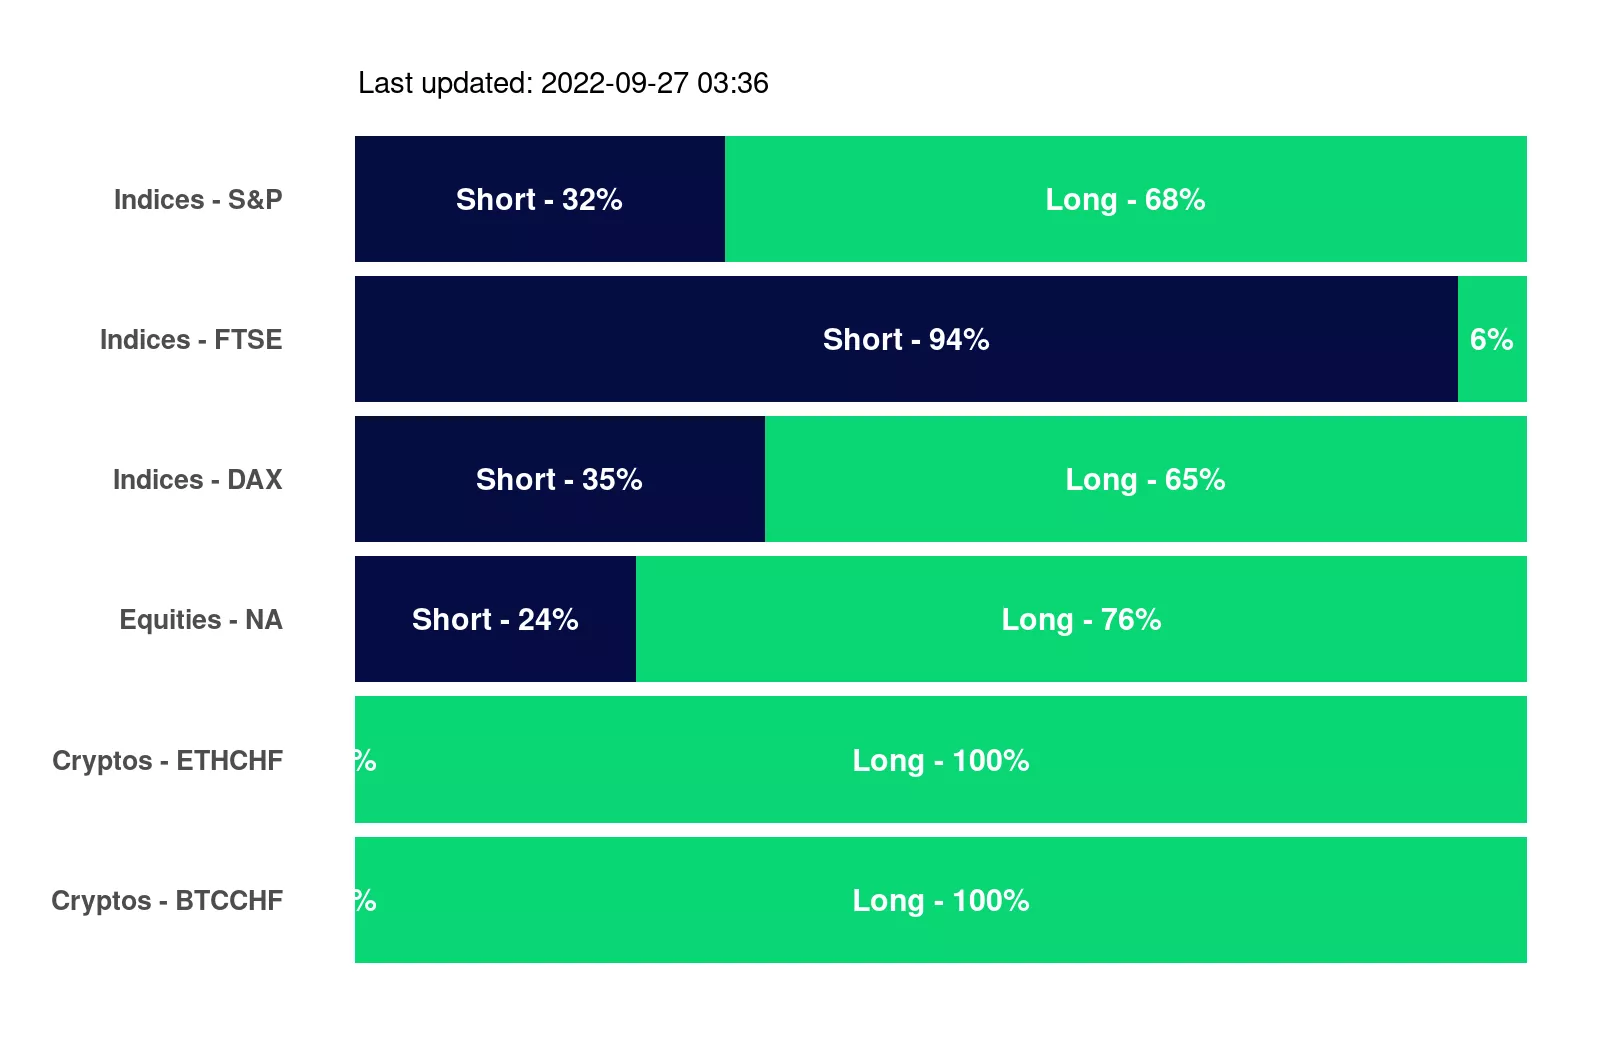 Last updated: 2022-09-27 03:36
Indices - S&P Short - 32% Long - 68%
Indices - FTSE Short - 94% 6%
Indices - DAX Short - 35% Long - 65%
Equities - NA Short - 24% Long - 76%
Cryptos - ETHCHF % Long - 100%
Cryptos - BTCCHF % Long - 100%